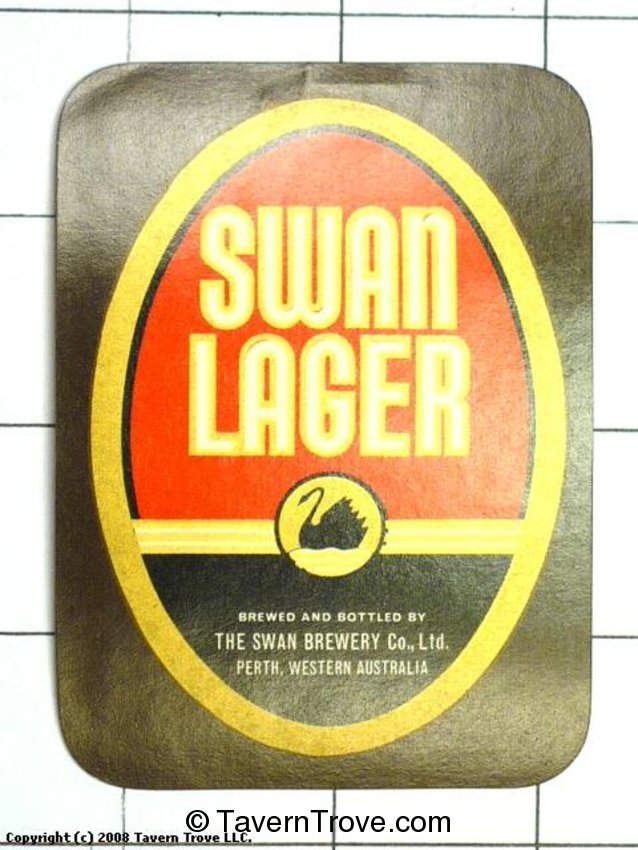 SWAN
LAGER
BREWED AND BOTTLED BY
THE SWAN BREWERY Co., Ltd.
PERTH, WESTERN AUSTRALIA
© TavernTrove.com
Copyright (c) 2008 Tavern Trove LLC.